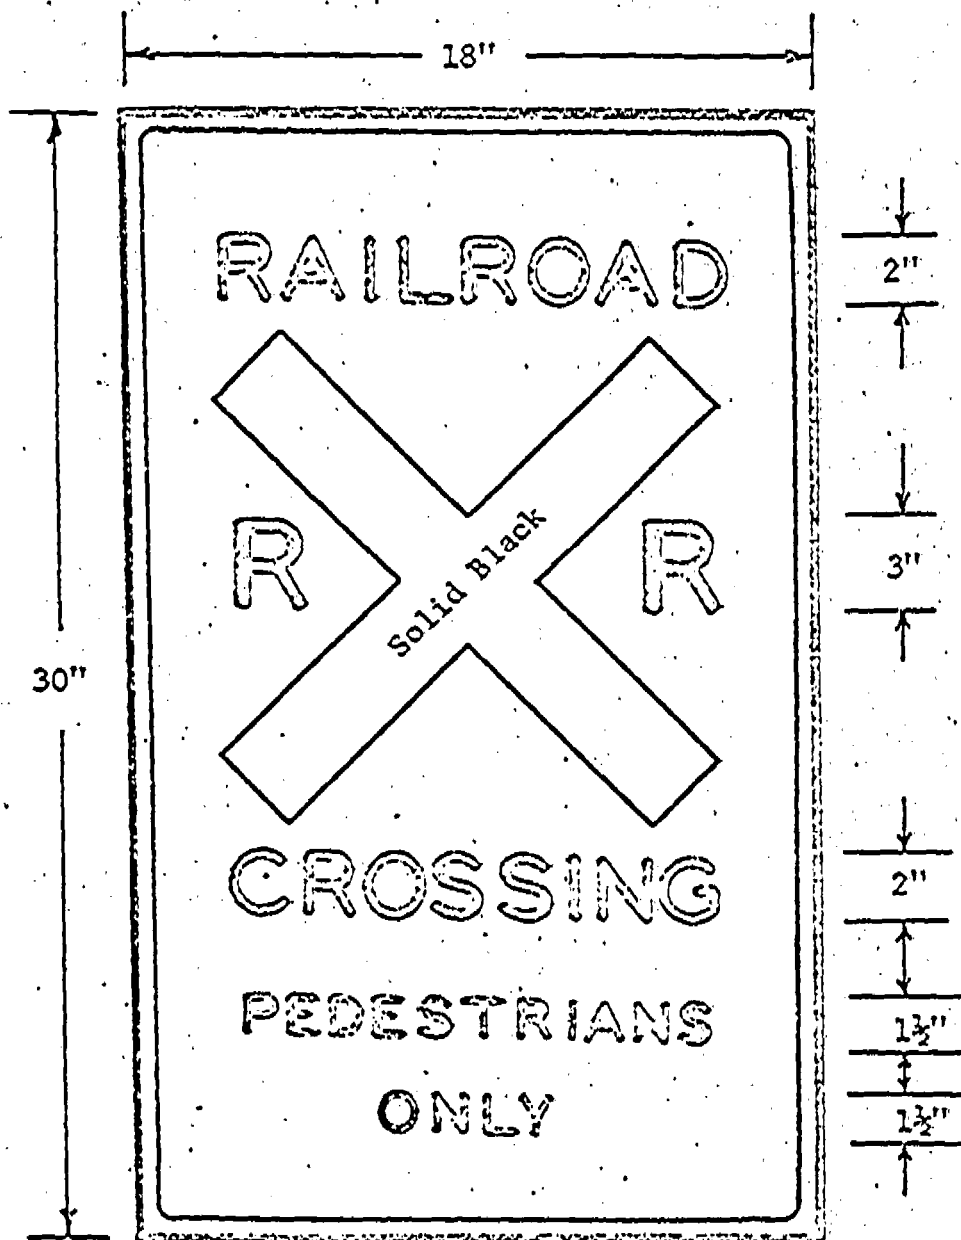 18"
RAILROAD
2"
R
Solid Black
R
3"
30"
CROSSING
2"
PEDESTRIANS
1½"
ONLY
1½"